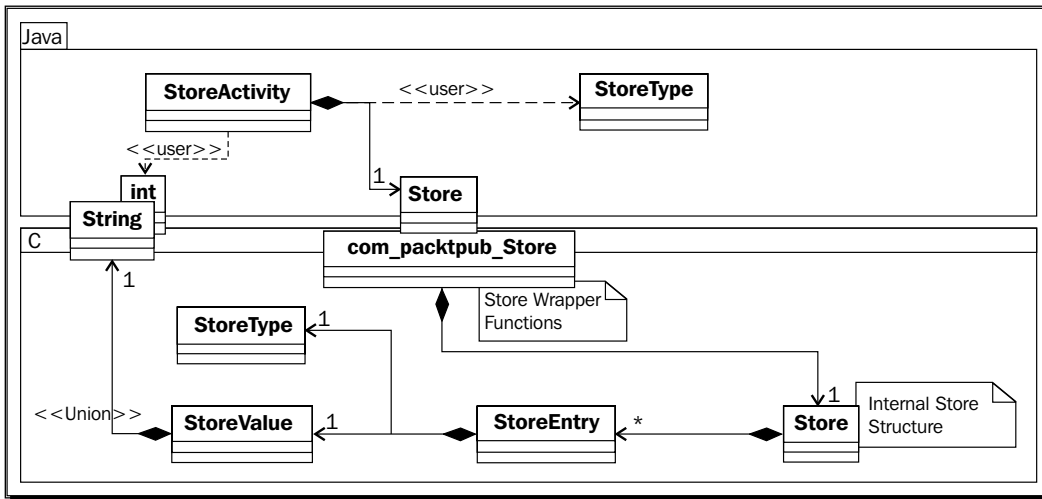 Java
StoreActivity
<<user>>
StoreType
<<user>>
int
String
1
Store
C
com_packtpub_Store
1
Store Wrapper
Functions
StoreType
1
<<Union>>
StoreValue
1
StoreEntry
*
1
Store
Internal Store
Structure